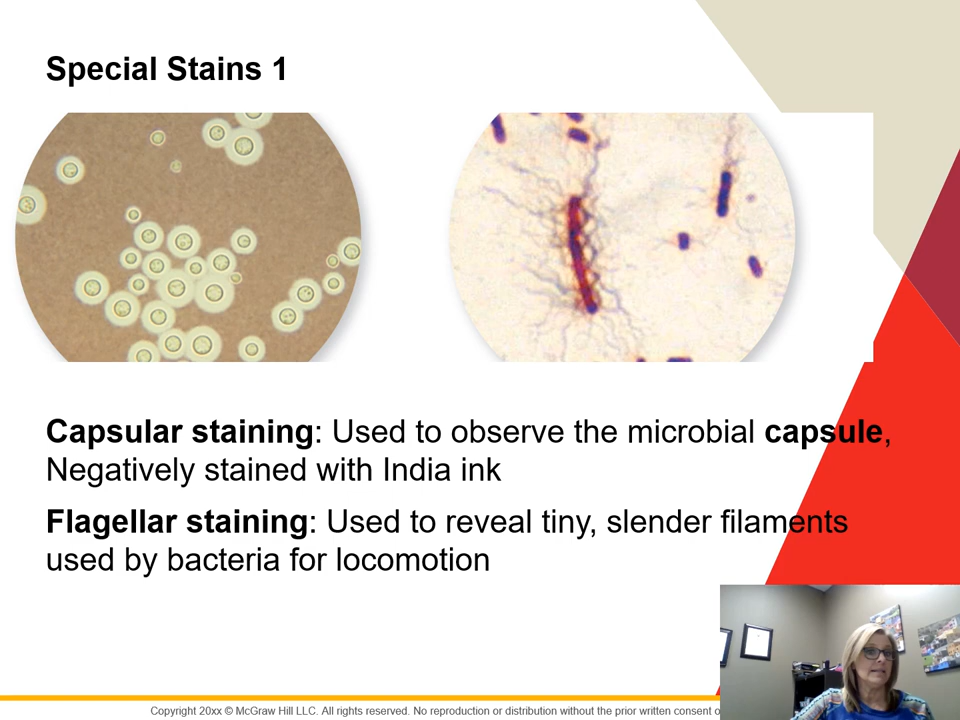 Special Stains 1
Capsular staining: Used to observe the microbial capsule,
Negatively stained with India ink
Flagellar staining: Used to reveal tiny, slender filaments
used by bacteria for locomotion
Copyright 20xx © McGraw Hill LLC. All rights reserved. No reproduction or distribution without the prior written consent o